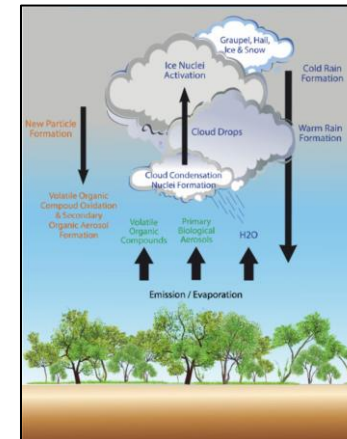 Graupel, Hail,
Ice & Snow
Ice Nuclei
Activation
Cold Rain
Formation
New Particle
Formation
Cloud Drops
Warm Rain
Formation
Cloud Condensation
Nuclei Formation
Volatile Organic
Compoud Oxidation
& Secondary
Organic Aerosol
Formation
Volatile
Organic
Compounds
Primary
Biological
Aerosols
H2O
Emission / Evaporation